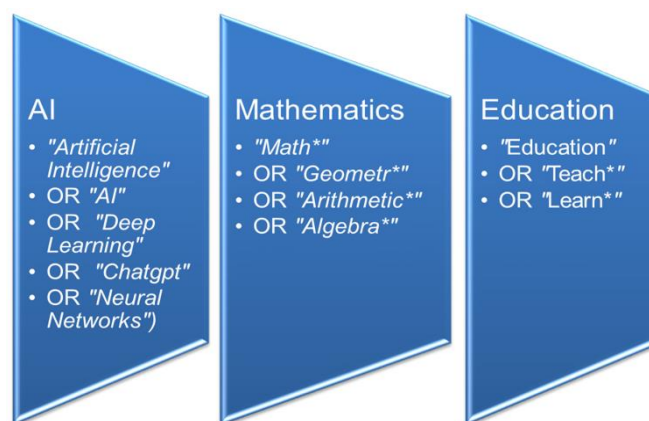 AI
• "Artificial
Intelligence"
• OR "AI"
• OR "Deep
Learning"
• OR "Chatgpt"
• OR "Neural
Networks")
Mathematics
• "Math*"
• OR "Geometr*"
• OR "Arithmetic*"
• OR "Algebra*"
Education
• "Education"
• OR "Teach*"
• OR "Learn*"